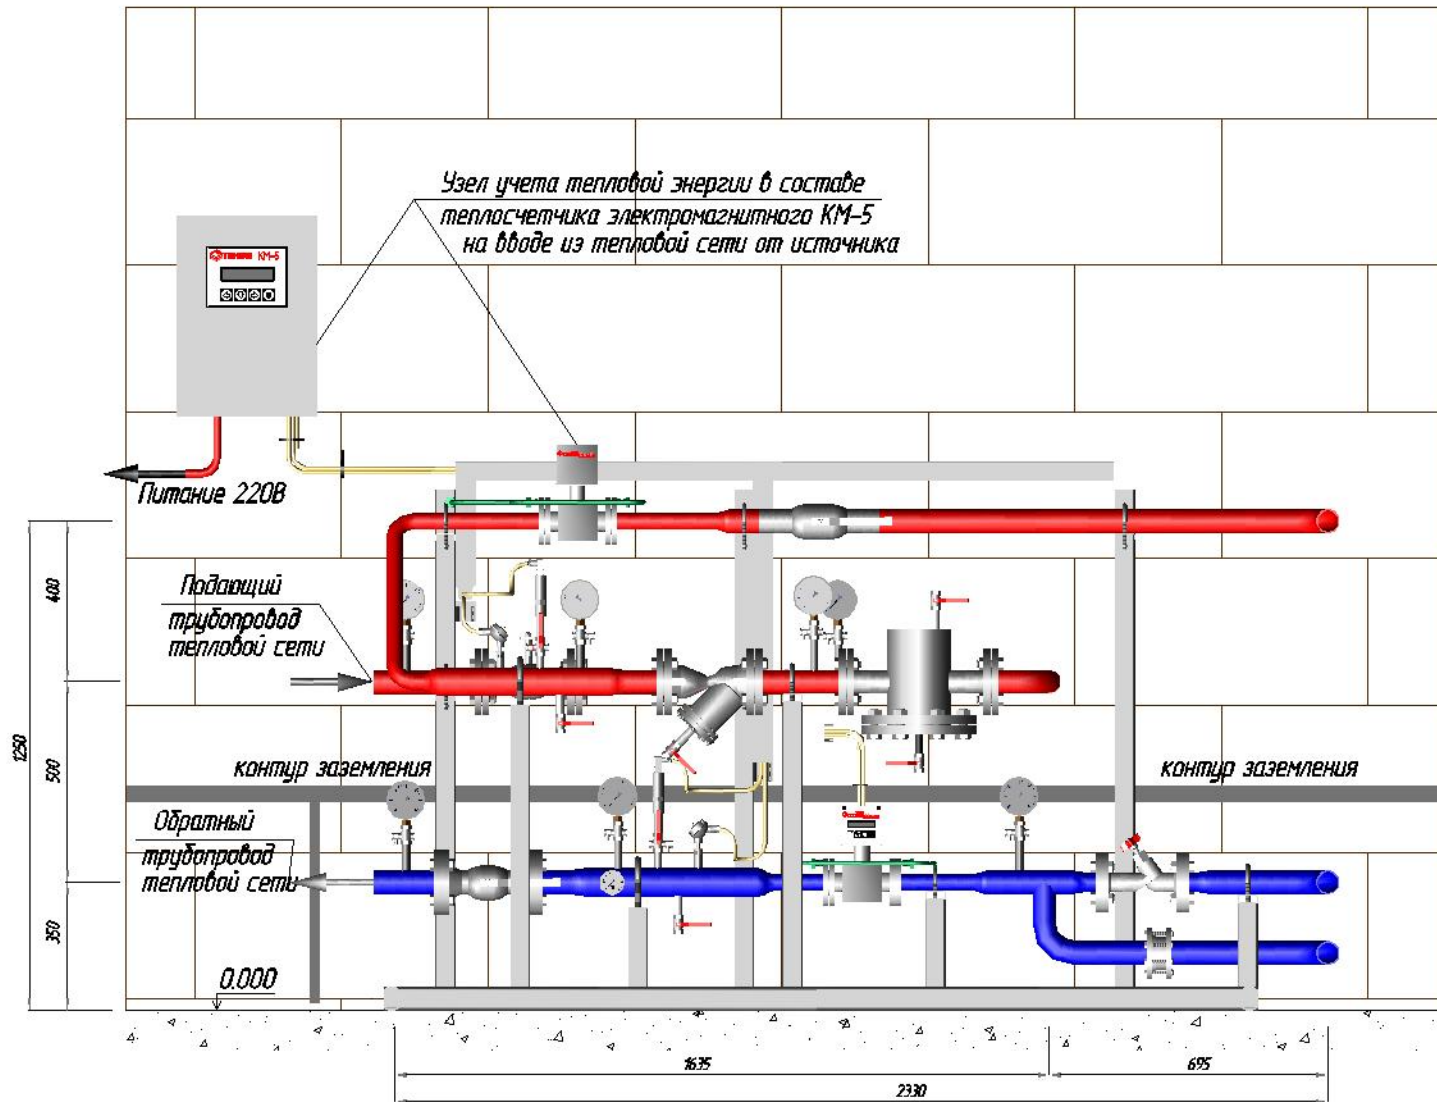 Узел учета тепловой энергии в составе
теплосчетчика электромагнитного КМ-5
на вводе из тепловой сети от источника
КМ-5
Питание 220В
Подающий
трубопровод
тепловой сети
400
500
1250
350
контур заземления
контур заземления
Обратный
трубопровод
тепловой сети
0.000
1635
695
2330